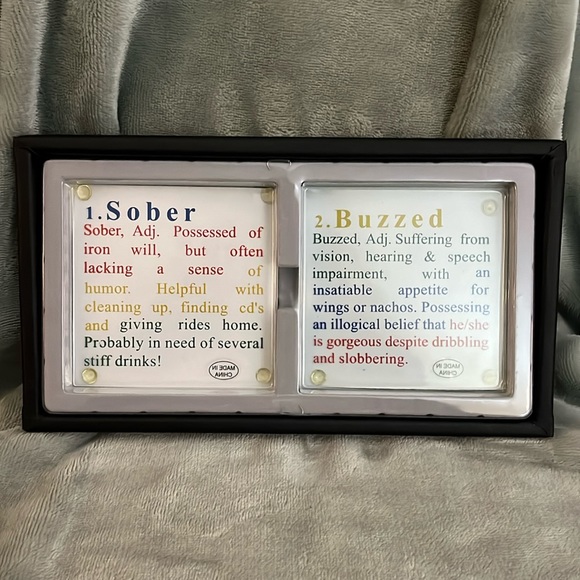 1. Sober
Sober, Adj. Possessed of
iron will, but often
lacking a sense of
humor. Helpful with
cleaning up, finding cd's
and giving rides home.
Probably in need of several
stiff drinks!
MADE IN
CHINA
2. Buzzed
Buzzed, Adj. Suffering from
vision, hearing & speech
impairment, with an
insatiable appetite for
wings or nachos. Possessing
an illogical belief that he/she
is gorgeous despite dribbling
and slobbering.
MADE IN
CHINA